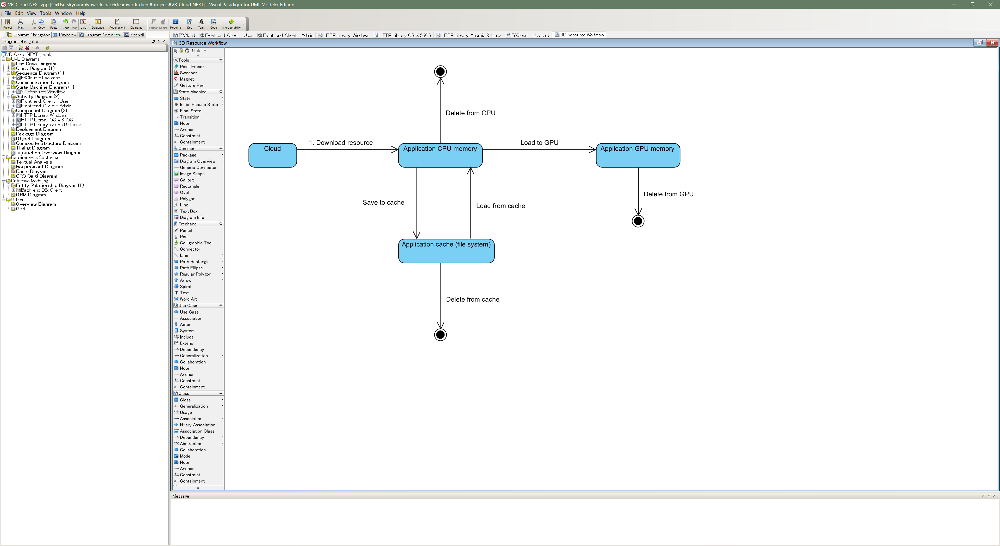 VR-Cloud NEXT.vpp [C:¥Users¥yoann¥vpworkspace¥teamwork_client¥projects¥VR-Cloud NEXT] - Visual Paradigm for UML Modeler Edition
File Edit View Tools Window Help
Project Print Cut Copy Paste Undo Redo UML Database Requirement Diagrams Format Copier Modeling Doc Team Code Interoperability
Diagram Navigator Property Diagram Overview Stencil
F8Cloud Front-end: Client - User Front-end: Client - Admin HTTP Library: Windows HTTP Library: OS X & iOS HTTP Library: Android & Linux F8Cloud - Use case 3D Resource Workflow
Diagram Navigator
VR-Cloud NEXT [trunk]
UML Diagrams
Use Case Diagram
Class Diagram (1)
Sequence Diagram (1)
F8Cloud - Use case
Communication Diagram
State Machine Diagram (1)
3D Resource Workflow
Activity Diagram (2)
Front-end: Client - User
Front-end: Client - Admin
Component Diagram (3)
HTTP Library: Windows
HTTP Library: OS X & iOS
HTTP Library: Android & Linux
Deployment Diagram
Package Diagram
Object Diagram
Composite Structure Diagram
Timing Diagram
Interaction Overview Diagram
Requirements Capturing
Textual Analysis
Requirement Diagram
Basic Diagram
CRC Card Diagram
Database Modeling
Entity Relationship Diagram (1)
Back-end DB: Client
ORM Diagram
Others
Overview Diagram
Grid
3D Resource Workflow
Tools
Point Eraser
Sweeper
Magnet
Gesture Pen
State Machine
State
Initial Pseudo State
Final State
Transition
Note
Anchor
Constraint
Containment
Common
Package
Diagram Overview
Generic Connector
Image Shape
Callout
Rectangle
Oval
Polygon
Line
Text Box
Diagram Info
Freehand
Pencil
Pen
Calligraphic Tool
Connector
Line
Path Rectangle
Path Ellipse
Regular Polygon
Arrow
Spiral
Text
Word Art
Use Case
Use Case
Association
Actor
System
Include
Extend
Dependency
Generalization
Collaboration
Note
Anchor
Constraint
Containment
Class
Class
Generalization
Usage
Association
N-ary Association
Association Class
Dependency
Abstraction
Collaboration
Model
Note
Anchor
Constraint
Containment
Delete from CPU
1. Download resource
Load to GPU
Cloud
Application CPU memory
Application GPU memory
Delete from GPU
Save to cache
Load from cache
Application cache (file system)
Delete from cache
Message